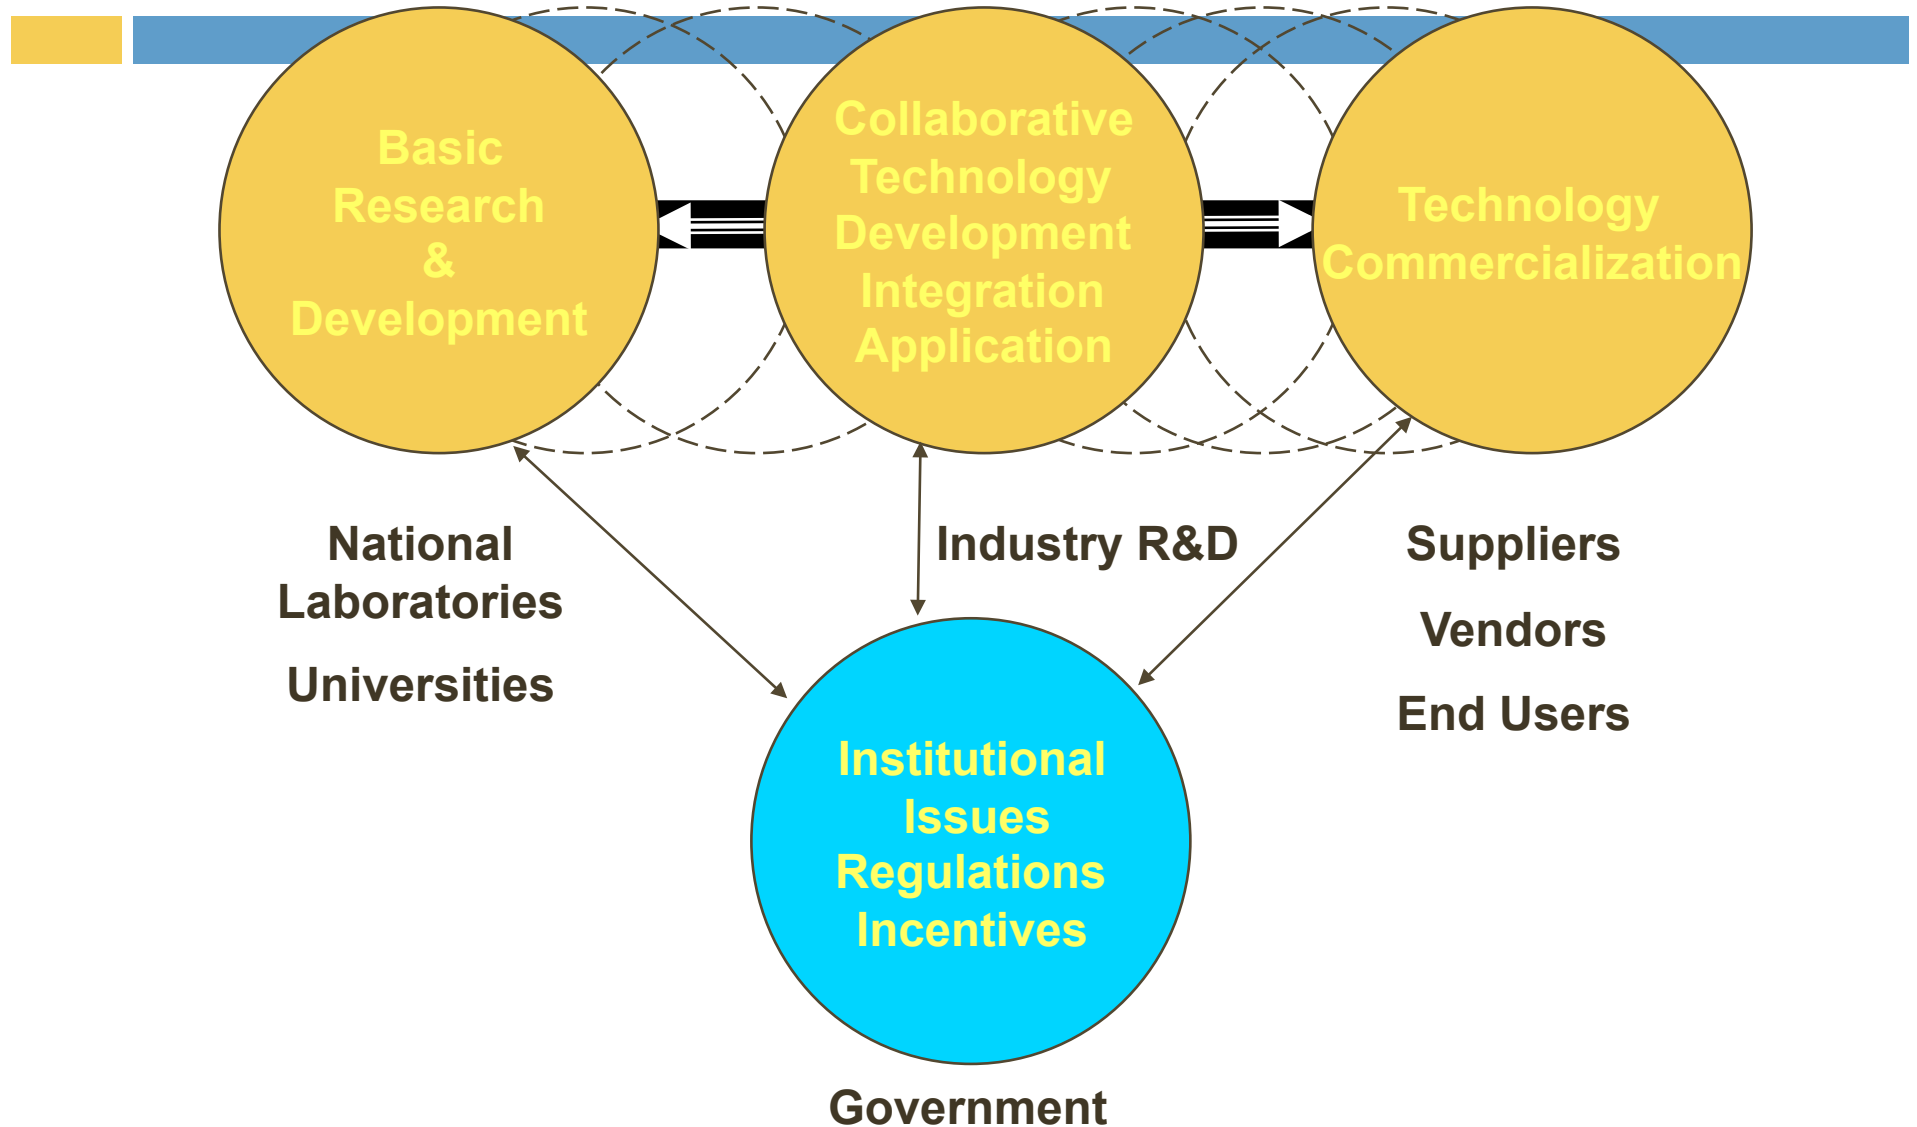 Basic
Research
&
Development
Collaborative
Technology
Development
Integration
Application
Technology
Commercialization
National
Laboratories
Universities
Industry R&D
Suppliers
Vendors
End Users
Institutional
Issues
Regulations
Incentives
Government